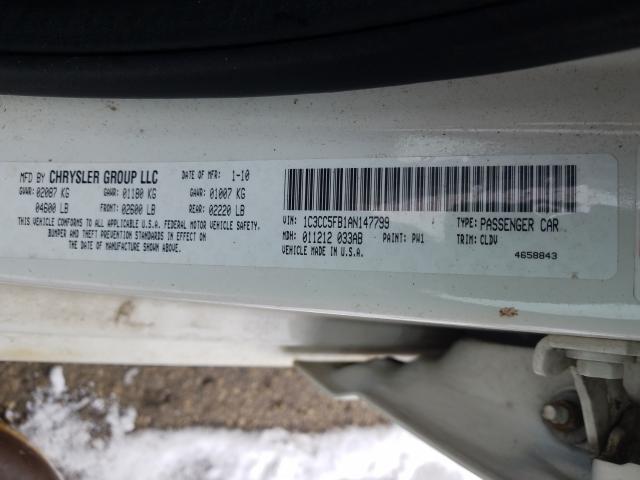 MFD BY CHRYSLER GROUP LLC DATE OF MFR: 1-10
GVWR: 02087 KG GAWR: 01180 KG GAWR: 01007 KG
04600 LB FRONT: 02600 LB REAR: 02220 LB
THIS VEHICLE CONFORMS TO ALL APPLICABLE U.S.A. FEDERAL MOTOR VEHICLE SAFETY,
BUMPER AND THEFT PREVENTION STANDARDS IN EFFECT ON
THE DATE OF MANUFACTURE SHOWN ABOVE.
VIN: 1C3CC5FB1AN147799 TYPE: PASSENGER CAR
MDH: 011212 033AB PAINT: PW1 TRIM: CLDV
VEHICLE MADE IN U.S.A. 4658843